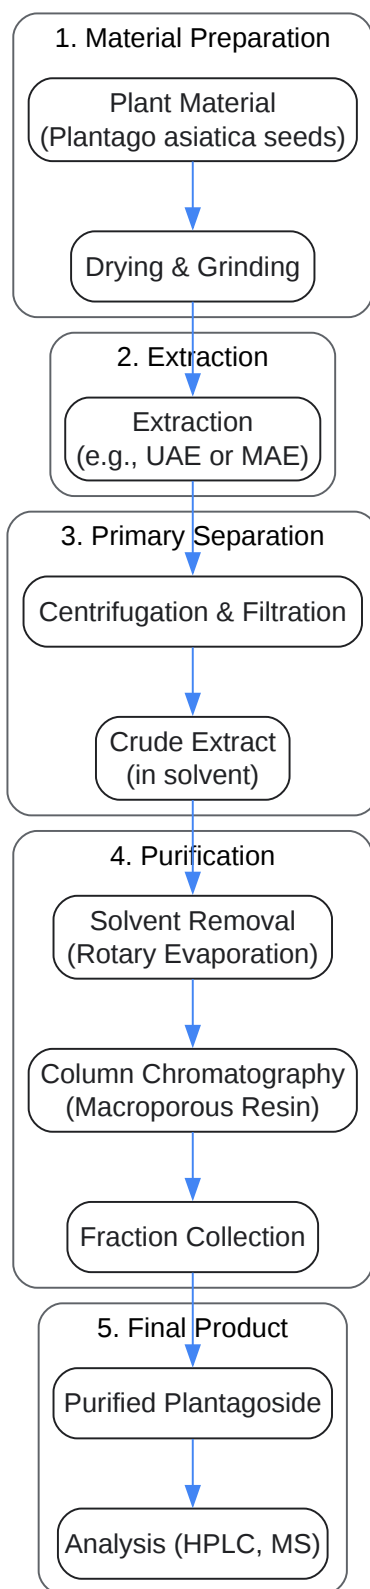 1. Material Preparation
Plant Material
(Plantago asiatica seeds)
Drying & Grinding
2. Extraction
Extraction
(e.g., UAE or MAE)
3. Primary Separation
Centrifugation & Filtration
Crude Extract
(in solvent)
4. Purification
Solvent Removal
(Rotary Evaporation)
Column Chromatography
(Macroporous Resin)
Fraction Collection
5. Final Product
Purified Plantagoside
Analysis (HPLC, MS)